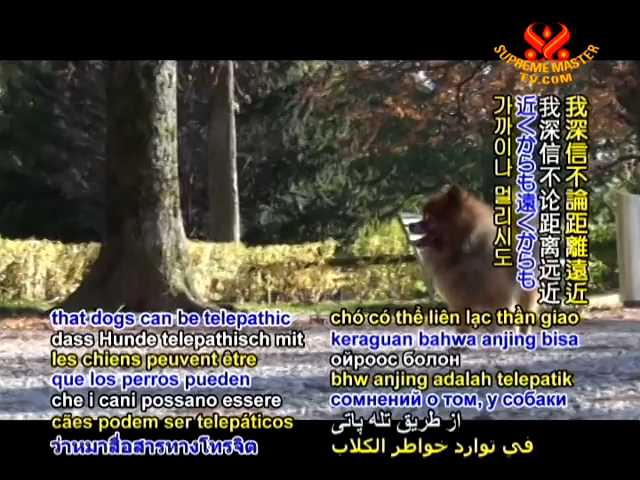 SUPREME MASTER
TV.COM
我深信不論距離遠近
我深信不论距离远近
近くからも遠くからも
가까이나 멀리시도
that dogs can be telepathic
dass Hunde telepathisch mit
les chiens peuvent être
que los perros pueden
che i cani possano essere
cães podem ser telepáticos
ว่าหมาสื่อสารทางโทรจิต
chó có thể liên lạc thần giao
keraguan bahwa anjing bisa
ойроос болон
bhw anjing adalah telepatik
сомнений о том, у собаки
از طریق تله پاتی
في توارد خواطر الكلاب